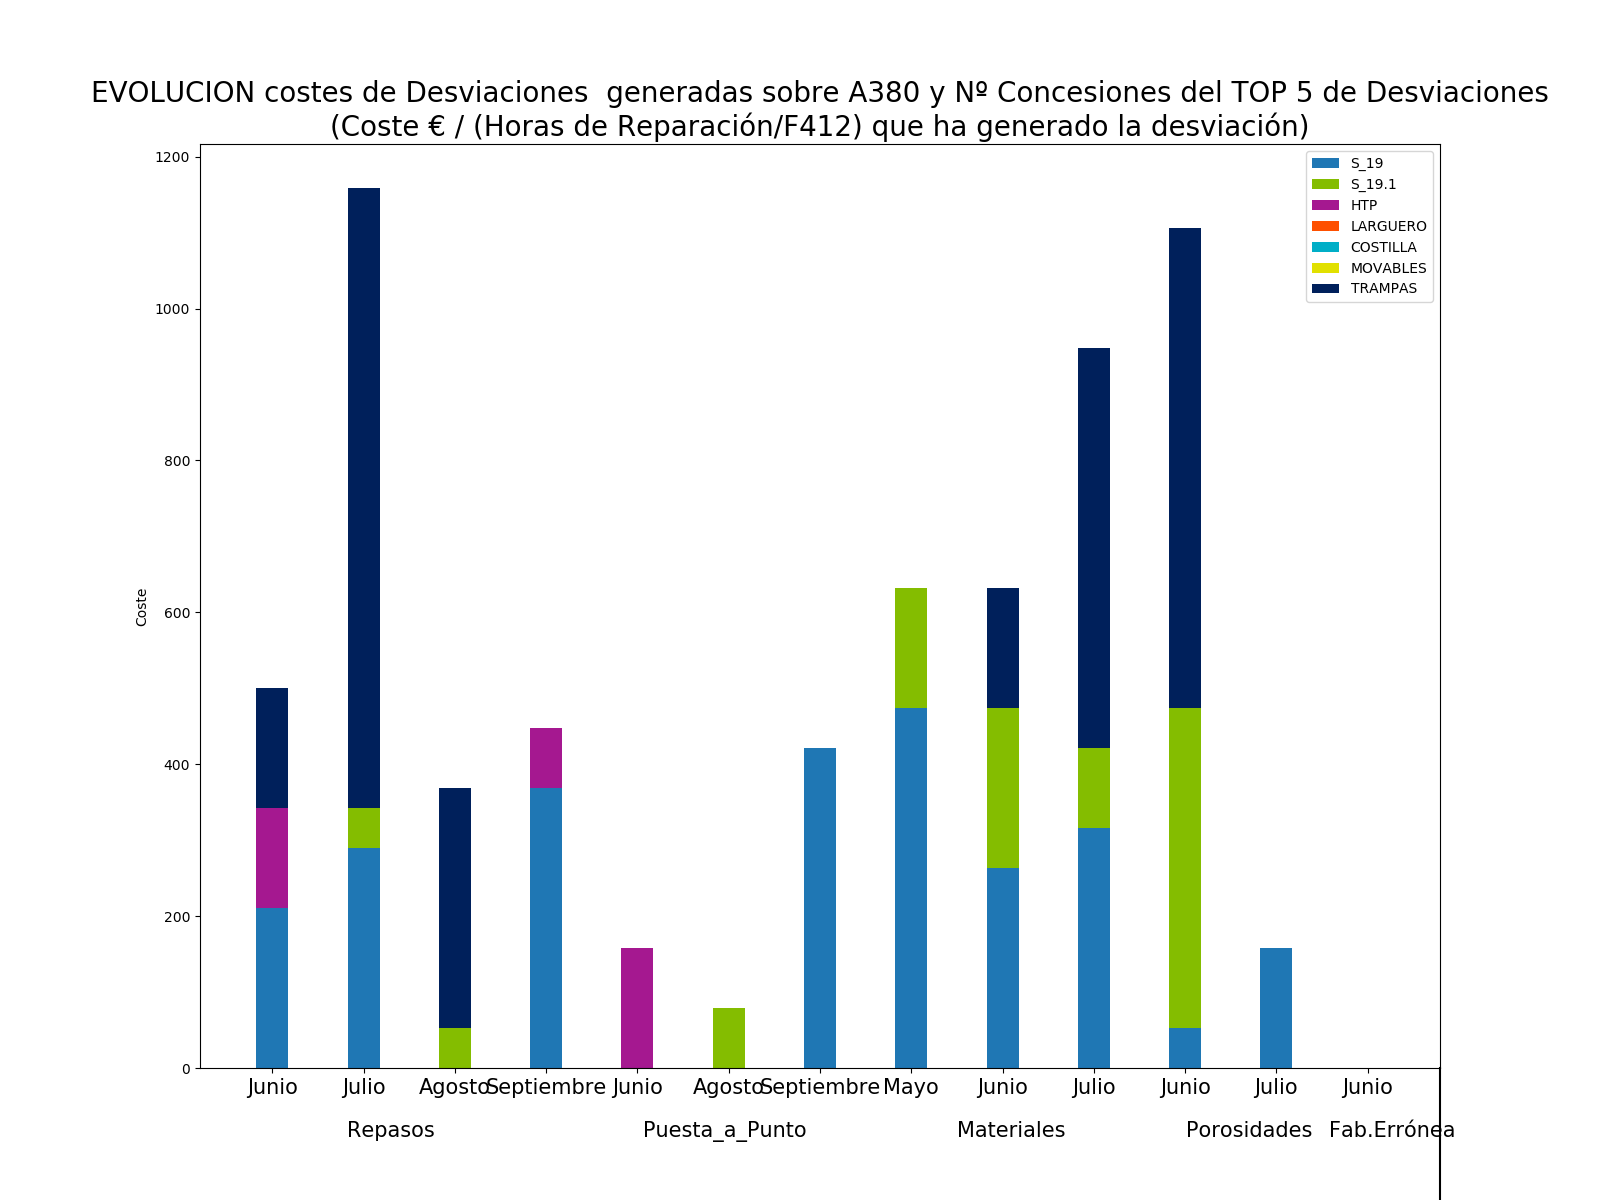 EVOLUCION costes de Desviaciones  generadas sobre A380 y Nº Concesiones del TOP 5 de Desviaciones
(Coste € / (Horas de Reparación/F412) que ha generado la desviación)
1200
1000
800
600
400
200
0
Coste
S_19
S_19.1
HTP
LARGUERO
COSTILLA
MOVABLES
TRAMPAS
Junio Julio Agosto Septiembre Junio Agosto Septiembre Mayo Junio Julio Junio Julio Junio
Repasos Puesta_a_Punto Materiales Porosidades Fab.Errónea